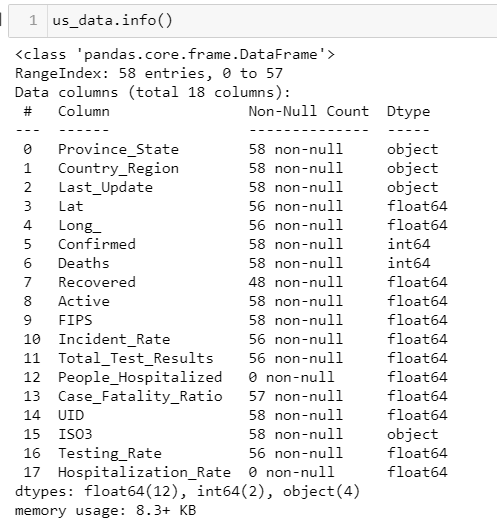 1 us_data.info()
<class 'pandas.core.frame.DataFrame'>
RangeIndex: 58 entries, 0 to 57
Data columns (total 18 columns):
 #   Column                Non-Null Count  Dtype
---  ------                --------------  -----
 0   Province_State        58 non-null     object
 1   Country_Region        58 non-null     object
 2   Last_Update           58 non-null     object
 3   Lat                   56 non-null     float64
 4   Long_                 56 non-null     float64
 5   Confirmed             58 non-null     int64
 6   Deaths                58 non-null     int64
 7   Recovered             48 non-null     float64
 8   Active                58 non-null     float64
 9   FIPS                  58 non-null     float64
 10  Incident_Rate         56 non-null     float64
 11  Total_Test_Results    56 non-null     float64
 12  People_Hospitalized   0 non-null      float64
 13  Case_Fatality_Ratio   57 non-null     float64
 14  UID                   58 non-null     float64
 15  ISO3                  58 non-null     object
 16  Testing_Rate          56 non-null     float64
 17  Hospitalization_Rate  0 non-null      float64
dtypes: float64(12), int64(2), object(4)
memory usage: 8.3+ KB